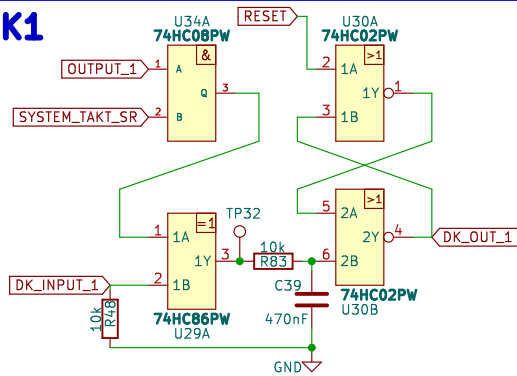 K1
RESET
U34A
74HC08PW
U30A
74HC02PW
&
>1
OUTPUT_1
1
A
Q
3
2
1A
1Y
1
SYSTEM_TAKT_SR
2
B
3
1B
TP32
=1
>1
1
1A
1Y
3
10k
R83
5
2A
2Y
4
DK_OUT_1
6
2B
DK_INPUT_1
2
1B
C39
470nF
74HC02PW
U30B
74HC86PW
U29A
10k
R48
GND